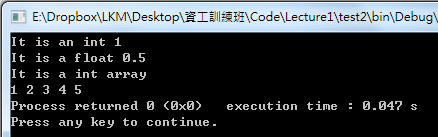 E:\Dropbox\LKM\Desktop\資工訓練班\Code\Lecture1\test2\bin\Debug\
It is an int 1
It is a float 0.5
It is a int array
1 2 3 4 5
Process returned 0 (0x0)   execution time : 0.047 s
Press any key to continue.